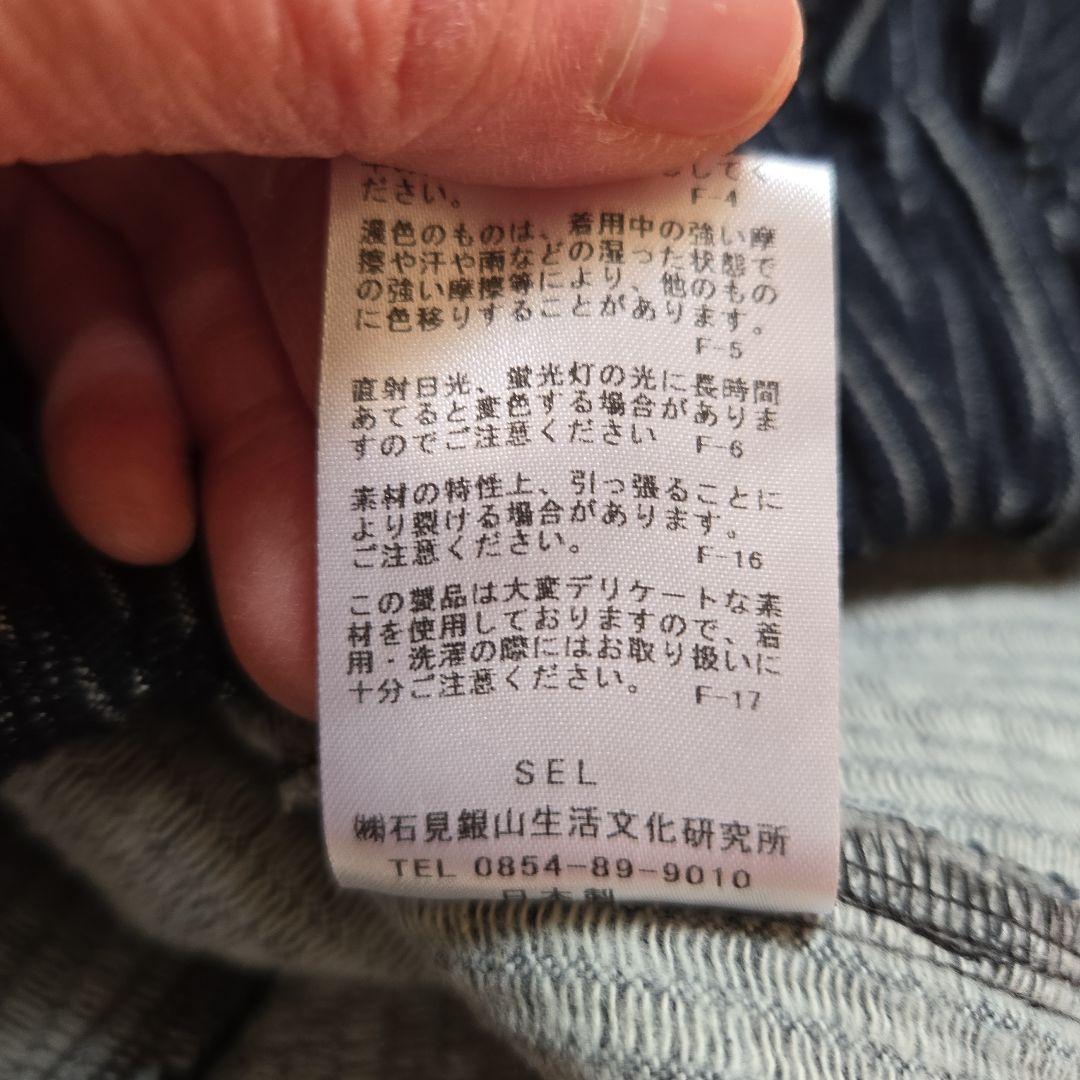 して
ださい。 F-4
濃色のものは、着用中の強い摩
擦や汗や雨などの湿った状態で
の強い摩擦等により、他のもの
に色移りすることがあります。
F-5
直射日光、蛍光灯の光に長時間
あてると変色する場合がありま
すのでご注意ください F-6
素材の特性上、引っ張ることに
より裂ける場合があります。
ご注意ください。 F-16
この製品は大変デリケートな素
材を使用しておりますので、着
用・洗濯の際にはお取り扱いに
十分ご注意ください。 F-17
SEL
㈱石見銀山生活文化研究所
TEL 0854-89-9010
日本製